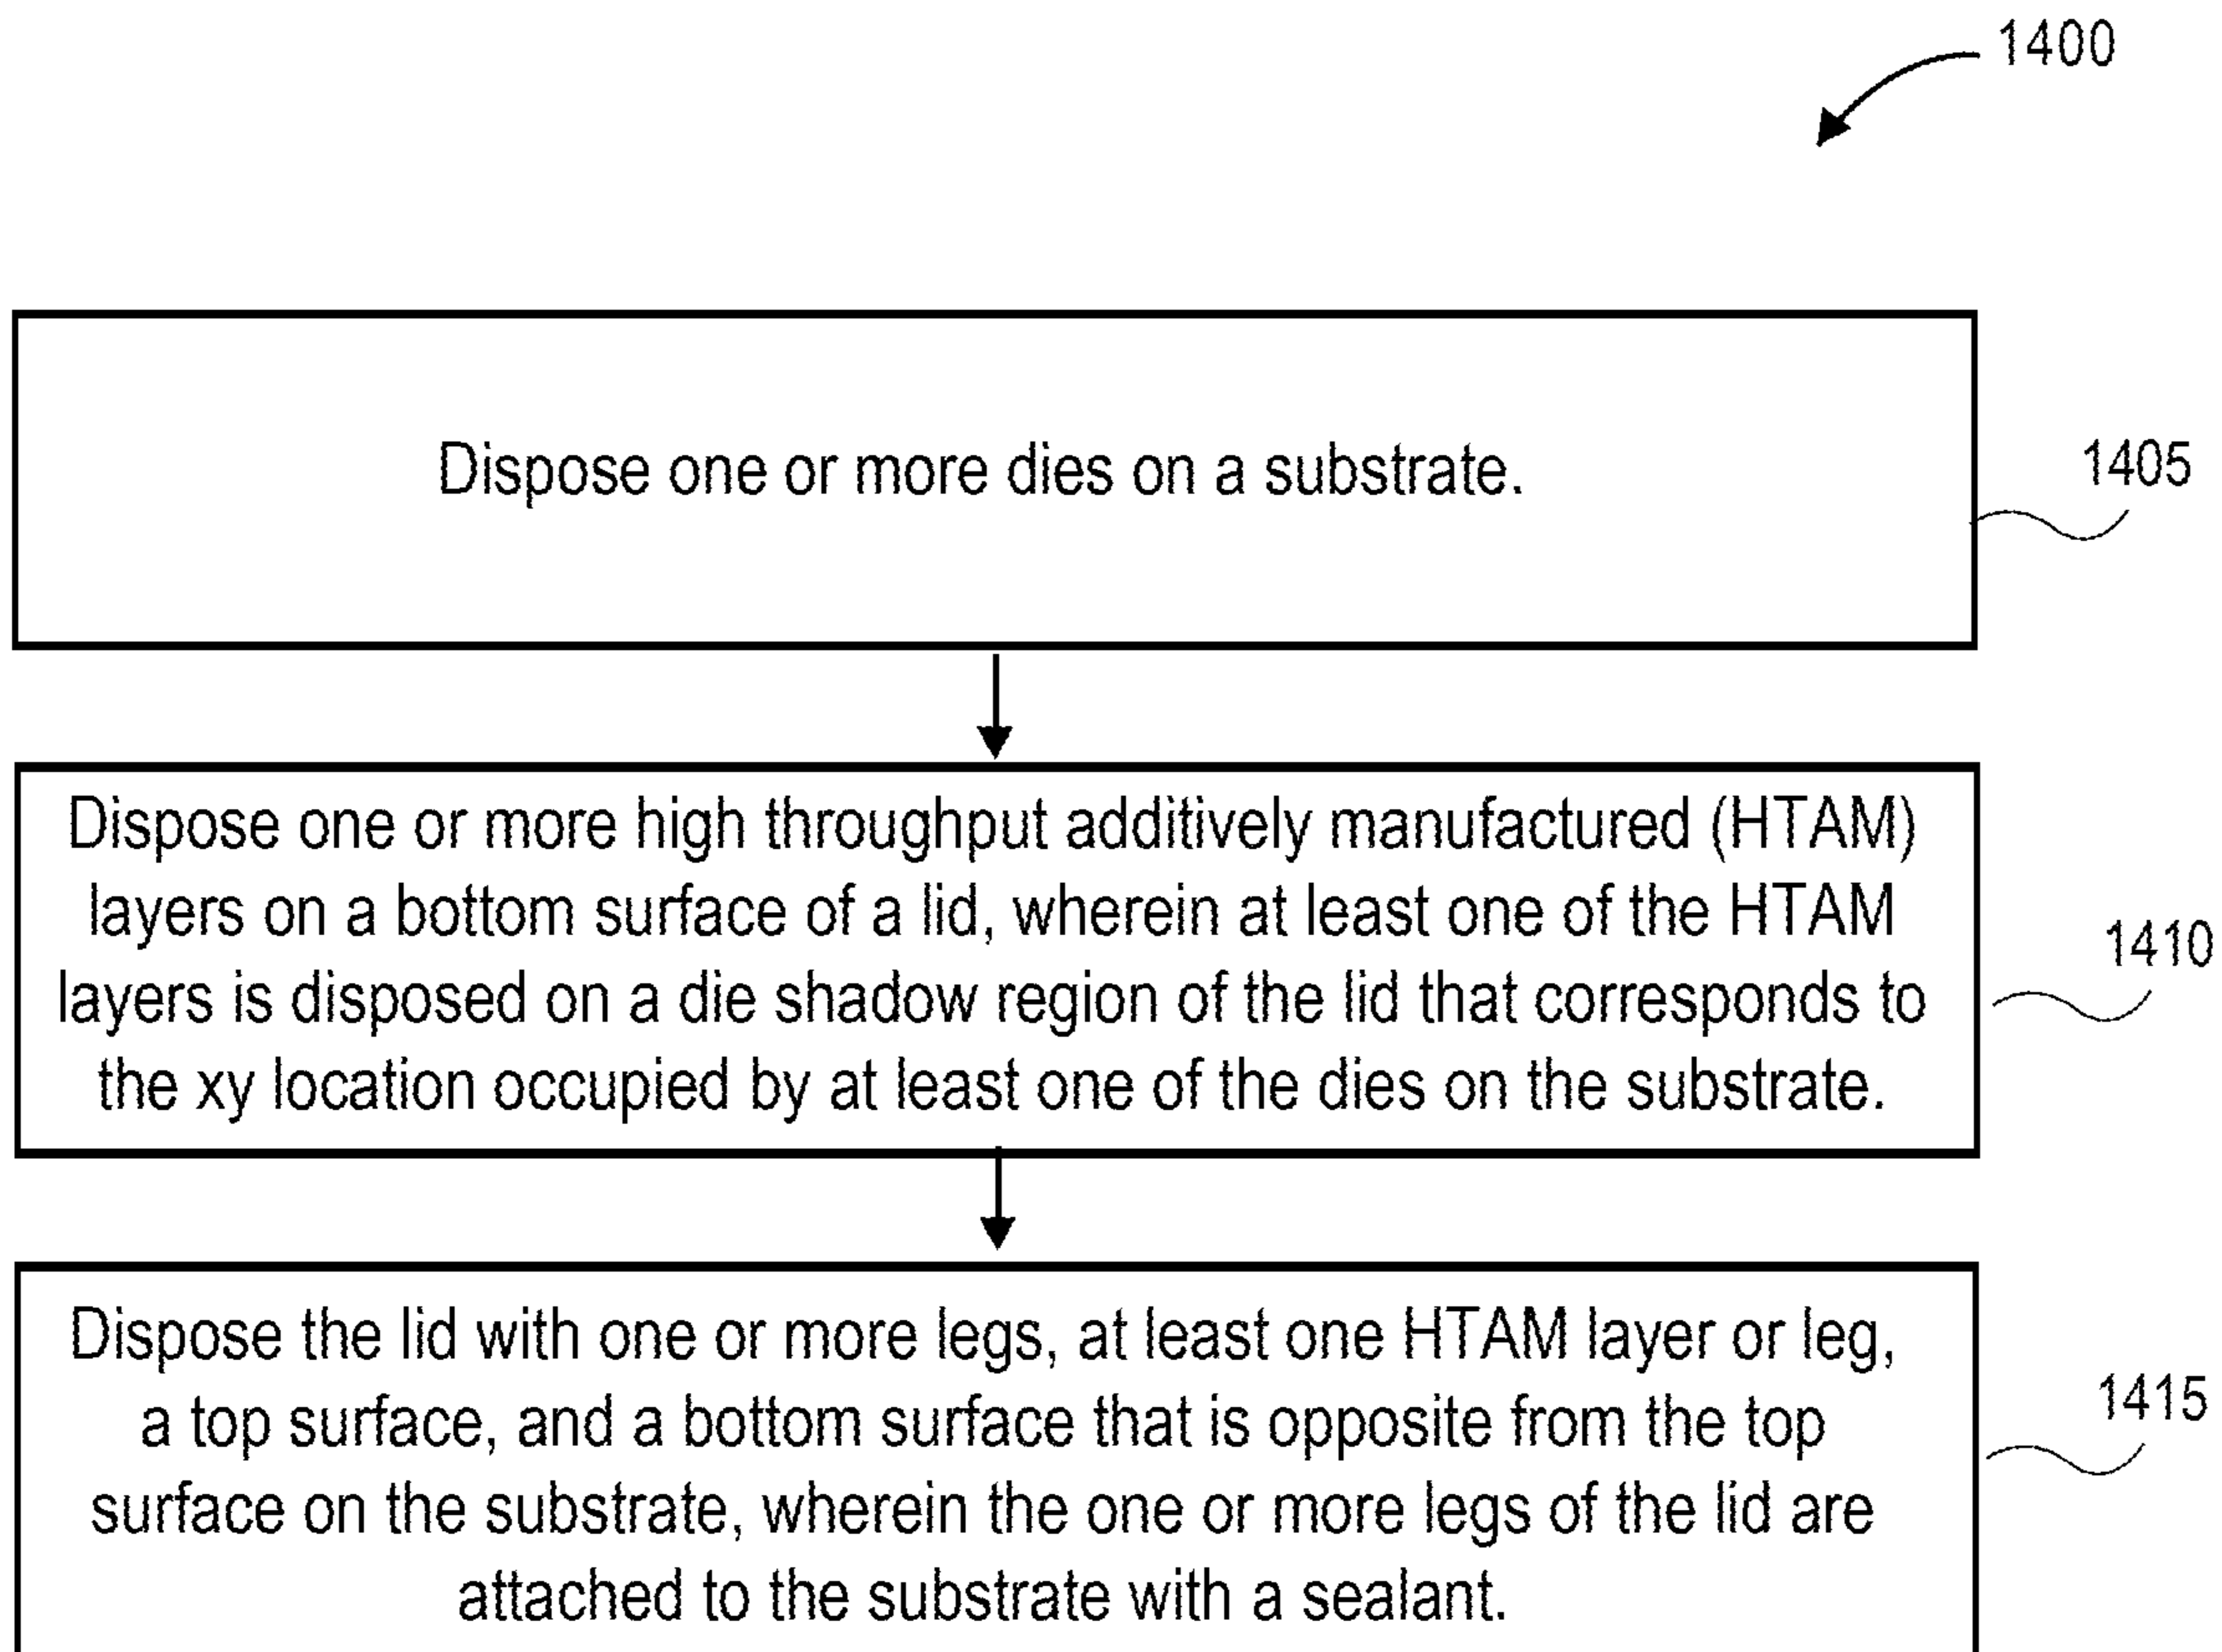 1400
Dispose one or more dies on a substrate.
1405
Dispose one or more high throughput additively manufactured (HTAM)
layers on a bottom surface of a lid, wherein at least one of the HTAM
layers is disposed on a die shadow region of the lid that corresponds to
the xy location occupied by at least one of the dies on the substrate.
1410
Dispose the lid with one or more legs, at least one HTAM layer or leg,
a top surface, and a bottom surface that is opposite from the top
surface on the substrate, wherein the one or more legs of the lid are
attached to the substrate with a sealant.
1415